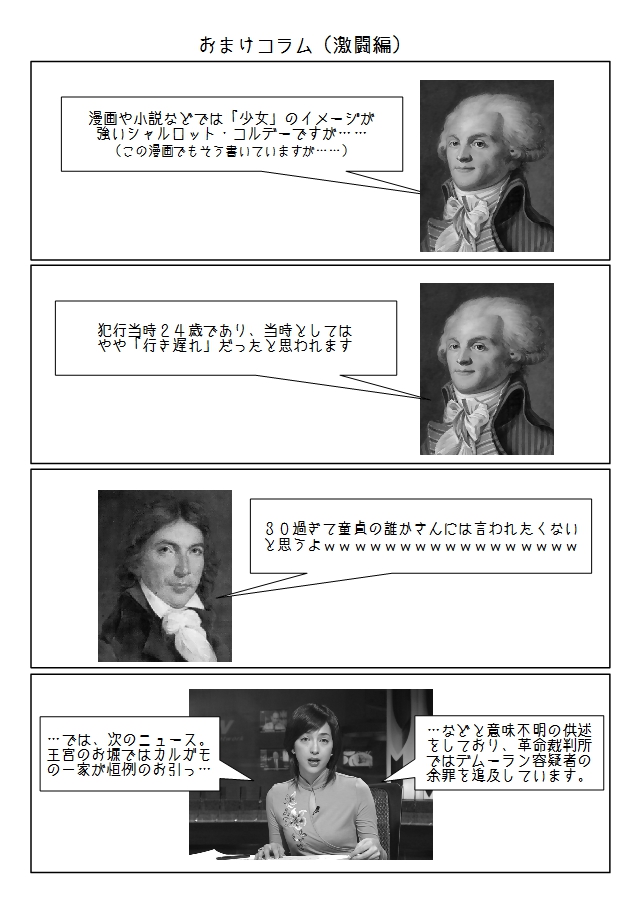 おまけコラム（激闘編）
漫画や小説などでは「少女」のイメージが
強いシャルロット・コルデーですが……
（この漫画でもそう書いていますが……）
犯行当時２４歳であり、当時としては
やや「行き遅れ」だったと思われます
３０過ぎて童貞の誰かさんには言われたくない
と思うよｗｗｗｗｗｗｗｗｗｗｗｗｗｗｗｗｗ
…などと意味不明の供述
をしており、革命裁判所
ではデムーラン容疑者の
余罪を追及しています。
…では、次のニュース。
王宮のお堀ではカルガモ
の一家が恒例のお引っ…